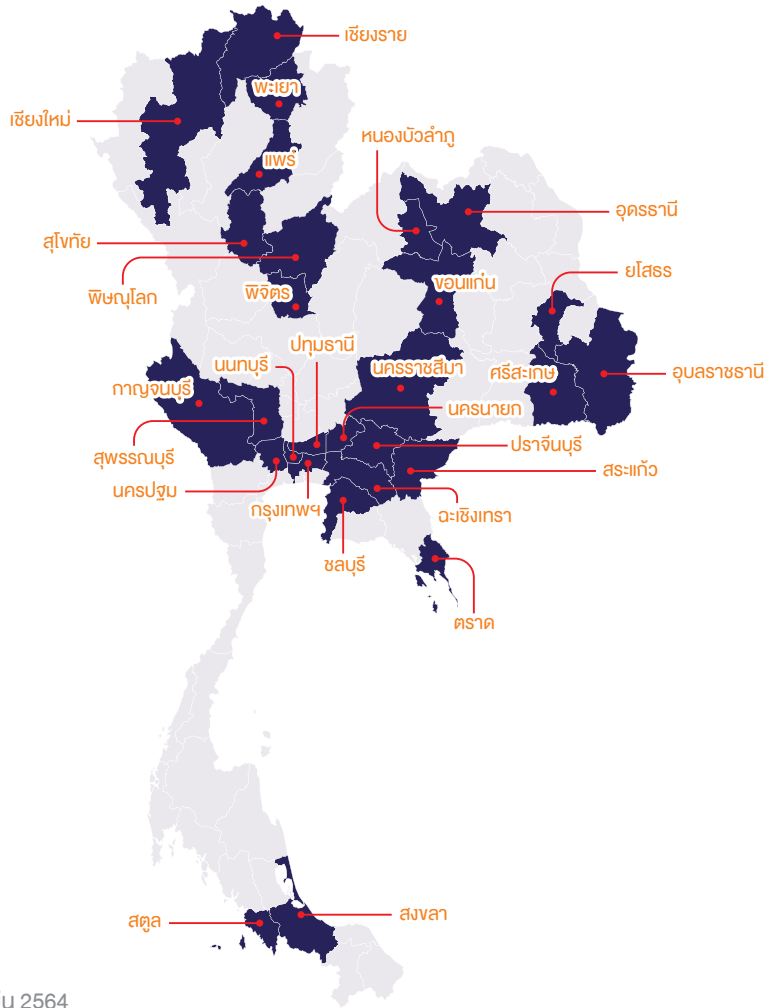 เชียงราย
พะเยา
เชียงใหม่
หนองบัวลำภู
แพร่
อุดรธานี
สุโขทัย
ยโสธร
พิษณุโลก
พิจิตร
ขอนแก่น
ปทุมธานี
นนทบุรี
นครราชสีมา
ศรีสะเกษ
อุบลราชธานี
กาญจนบุรี
นครนายก
ปราจีนบุรี
สุพรรณบุรี
สระแก้ว
นครปฐม
กรุงเทพฯ
ฉะเชิงเทรา
ชลบุรี
ตราด
สตูล
สงขลา
2564